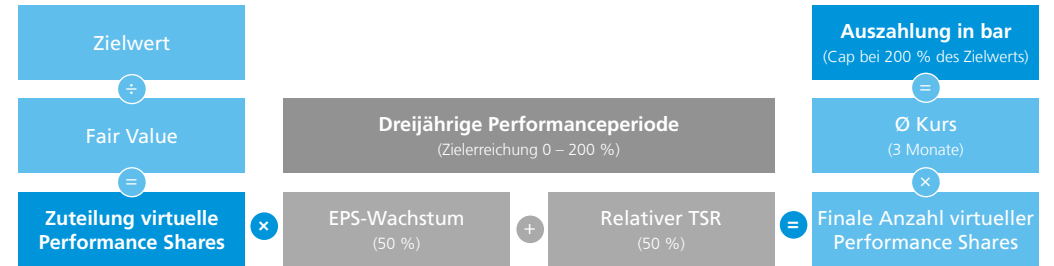 Zielwert
÷
Fair Value
=
Zuteilung virtuelle
Performance Shares
×
Dreijährige Performanceperiode
(Zielerreichung 0 – 200 %)
EPS-Wachstum
(50 %)
+
Relativer TSR
(50 %)
=
Finale Anzahl virtueller
Performance Shares
×
Ø Kurs
(3 Monate)
=
Auszahlung in bar
(Cap bei 200 % des Zielwerts)